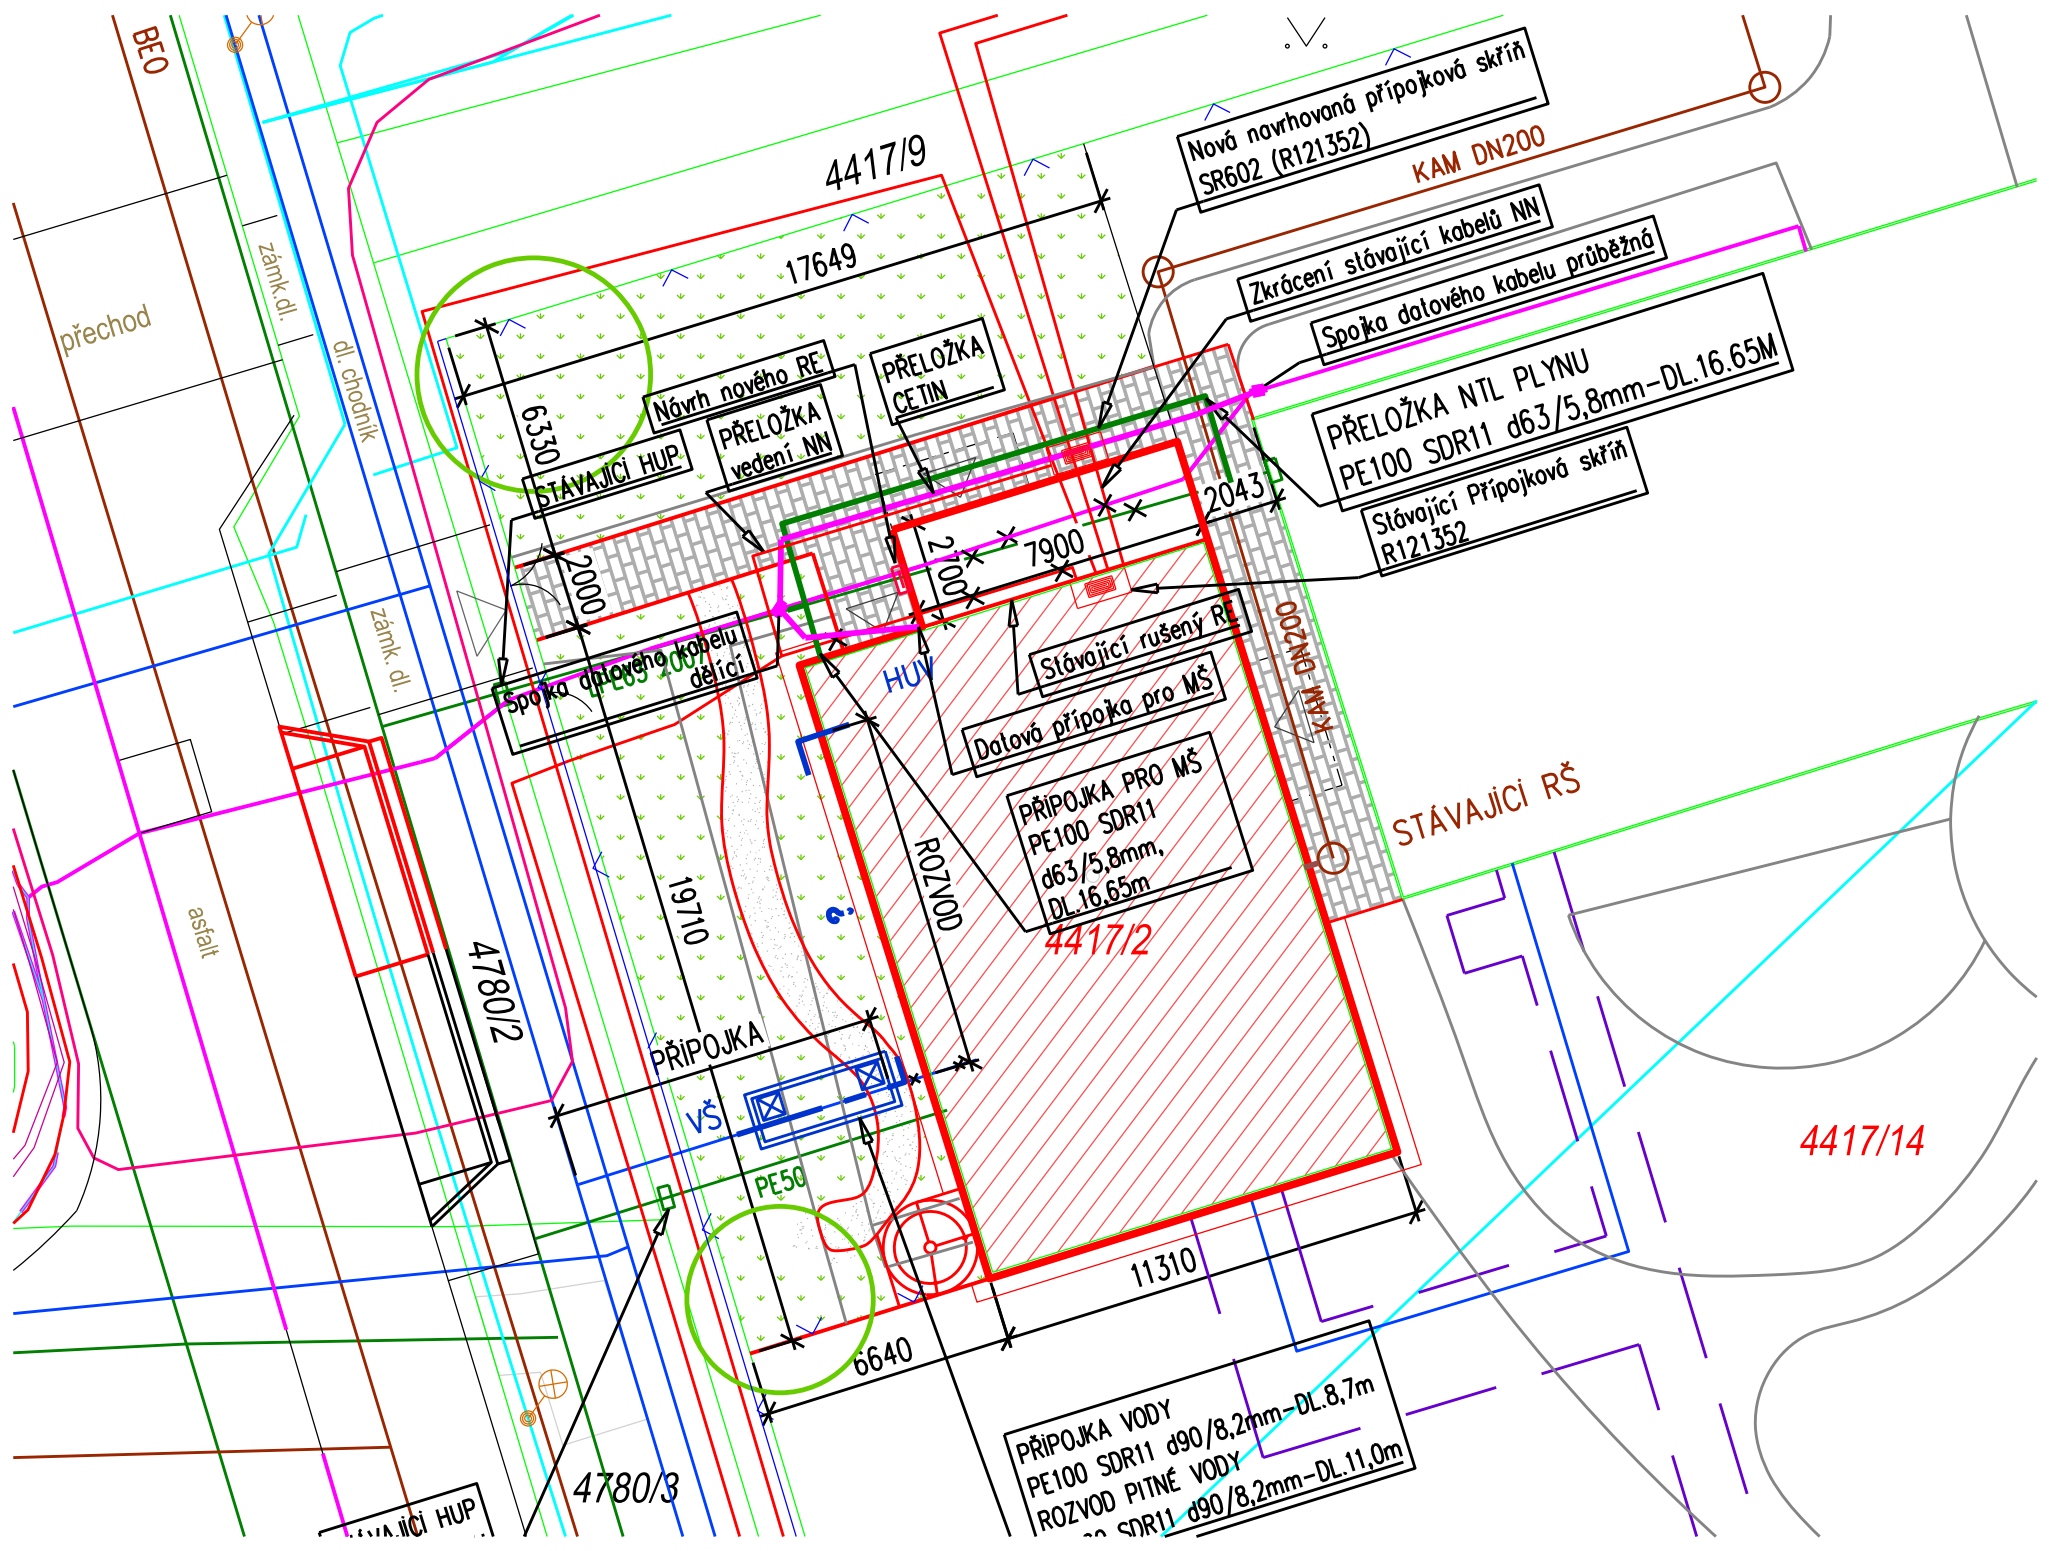 BEO
zámk.dl.
přechod
dl. chodník
zámk. dl.
asfalt
4417/9
17649
Nová navrhovaná přípojková skříň
SR602 (R121352)
KAM DN200
Zkrácení stávající kabelů NN
Spojka datového kabelu průběžná
PŘELOŽKA NTL PLYNU
PE100 SDR11 d63/5,8mm-DL.16.65M
Stávající Přípojková skříň
R121352
Návrh nového RE
PŘELOŽKA
CETIN
PŘELOŽKA
vedení NN
STÁVAJÍCÍ HUP
6330
2000
2700
7900
2043
Spojka datového kabelu
dělící
HUV
Stávající rušený RE
Datová přípojka pro MŠ
KAM DN200
PŘÍPOJKA PRO MŠ
PE100 SDR11
d63/5,8mm,
DL.16,65m
4417/2
STÁVAJÍCÍ RŠ
ROZVOD
19710
4780/2
PŘÍPOJKA
VŠ
PE50
4417/14
11310
6640
PŘÍPOJKA VODY
PE100 SDR11 d90/8,2mm-DL.8,7m
ROZVOD PITNÉ VODY
SDR11 d90/8,2mm-DL.11,0m
4780/3
HUP